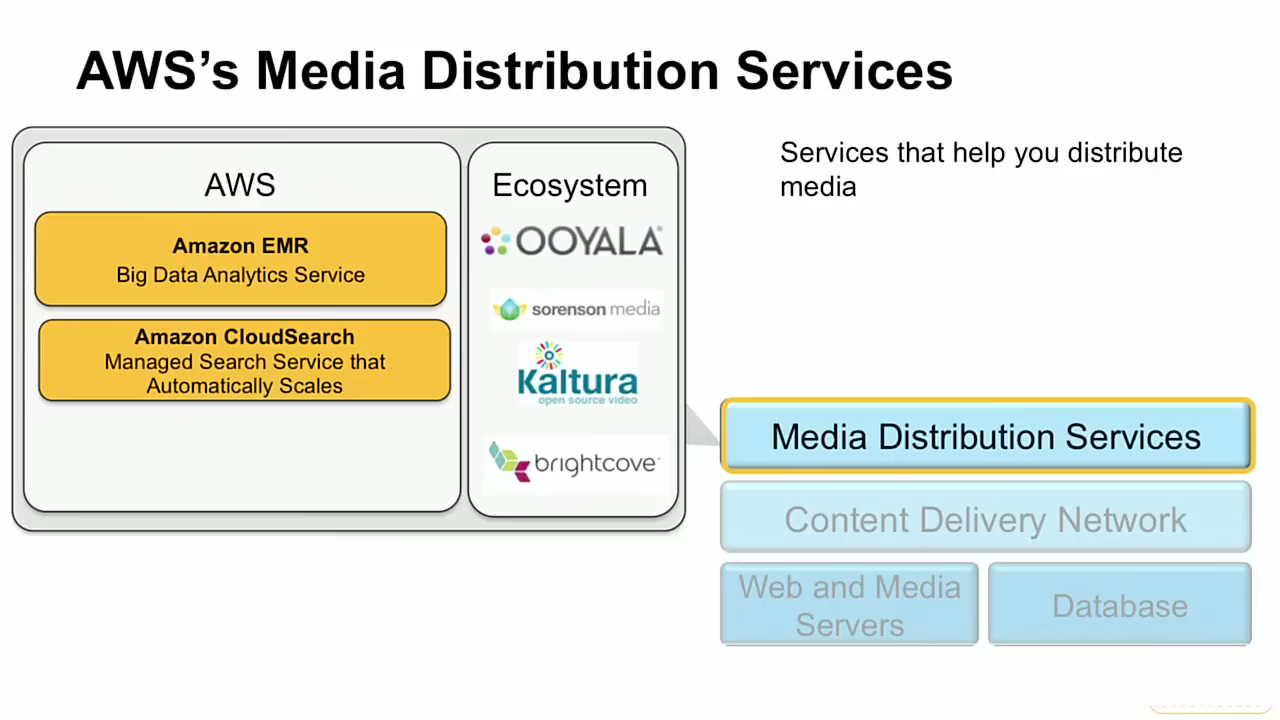 AWS’s Media Distribution Services
AWS
Amazon EMR
Big Data Analytics Service
Amazon CloudSearch
Managed Search Service that
Automatically Scales
Ecosystem
OOYALA
sorenson media
Kaltura
open source video
brightcove
Services that help you distribute
media
Media Distribution Services
Content Delivery Network
Web and Media
Servers
Database